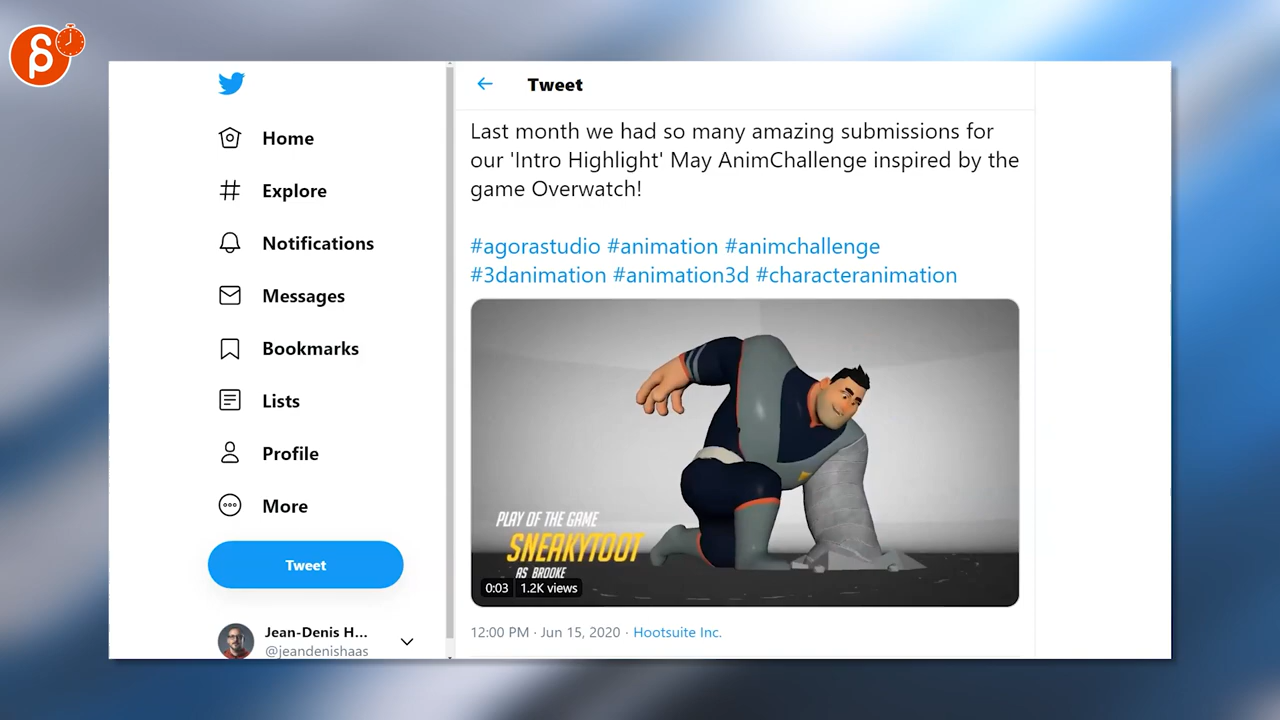 Tweet
Last month we had so many amazing submissions for
our 'Intro Highlight' May AnimChallenge inspired by the
game Overwatch!
#agorastudio #animation #animchallenge
#3danimation #animation3d #characteranimation
PLAY OF THE GAME
SNEAKYTOOT
AS BROOKE
0:03 1.2K views
12:00 PM · Jun 15, 2020 · Hootsuite Inc.
Home
Explore
Notifications
Messages
Bookmarks
Lists
Profile
More
Tweet
Jean-Denis H...
@jeandenishaas